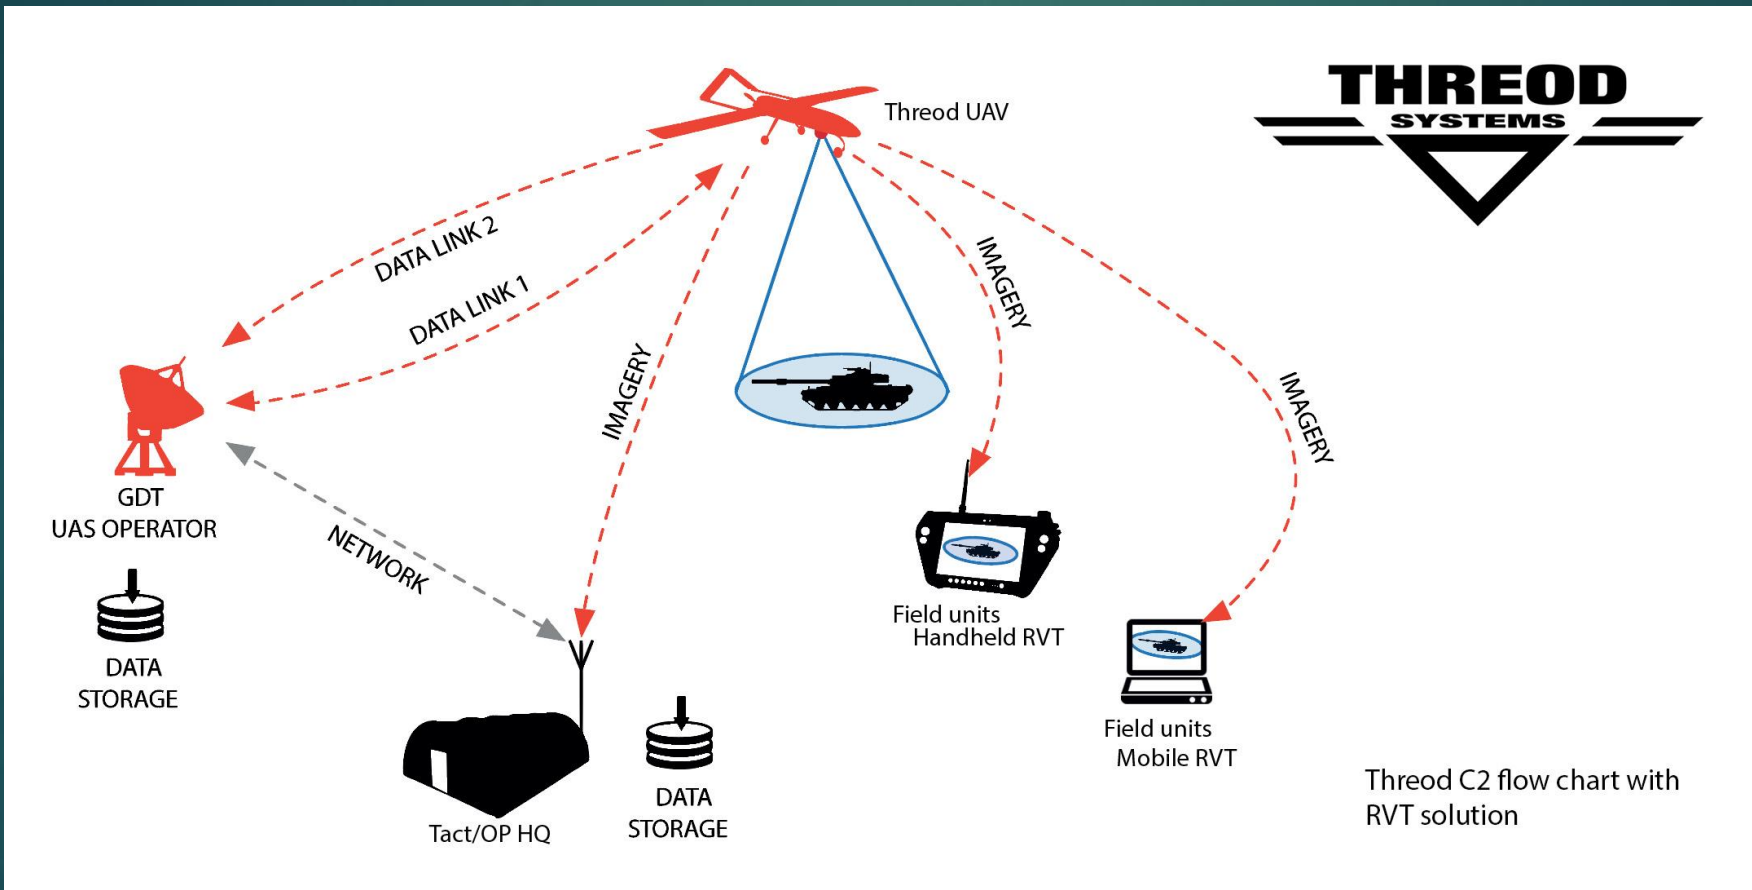 THREOD
SYSTEMS
Threod UAV
DATA LINK 2
DATA LINK 1
IMAGERY
IMAGERY
IMAGERY
GDT
UAS OPERATOR
NETWORK
DATA
STORAGE
Field units
Handheld RVT
Field units
Mobile RVT
Tact/OP HQ
DATA
STORAGE
Threod C2 flow chart with
RVT solution